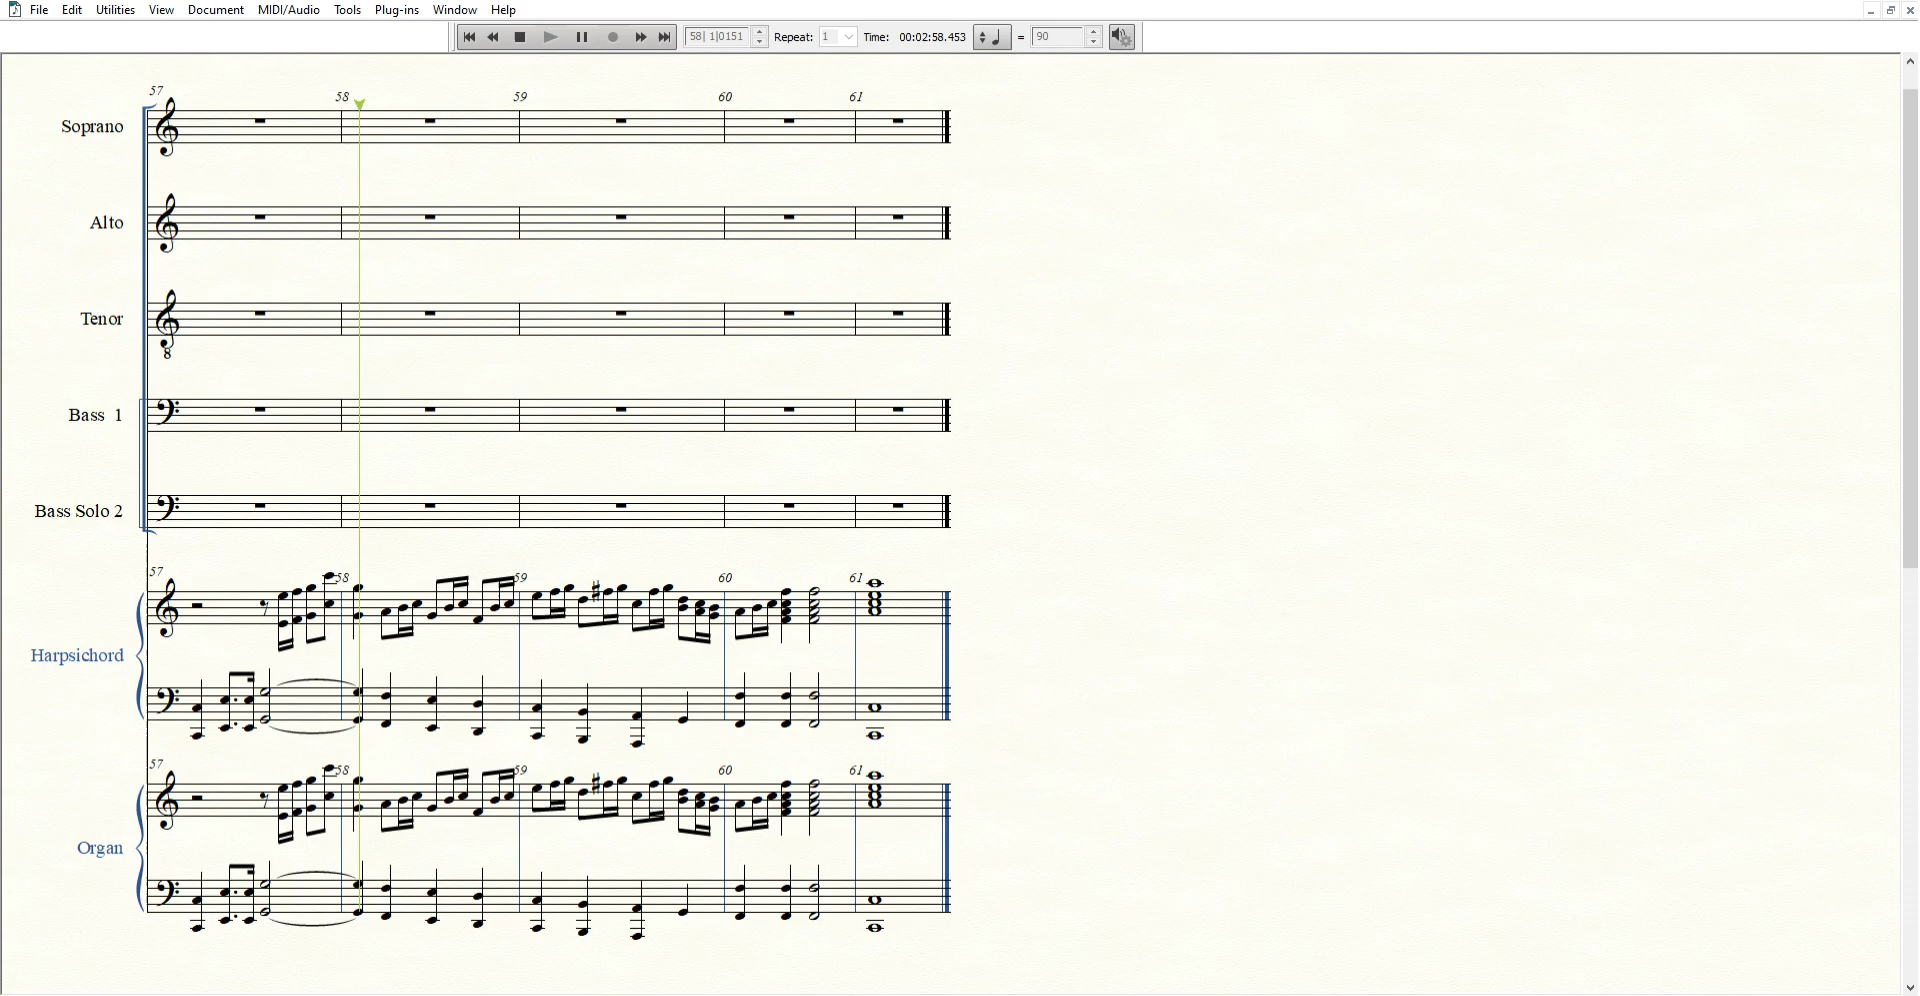 File Edit Utilities View Document MIDI/Audio Tools Plug-ins Window Help
58| 1|0151 Repeat: 1 Time: 00:02:58.453 = 90
57 58 59 60 61
Soprano
Alto
Tenor
8
Bass 1
Bass Solo 2
57 58 59 60 61
Harpsichord
57 58 59 60 61
Organ